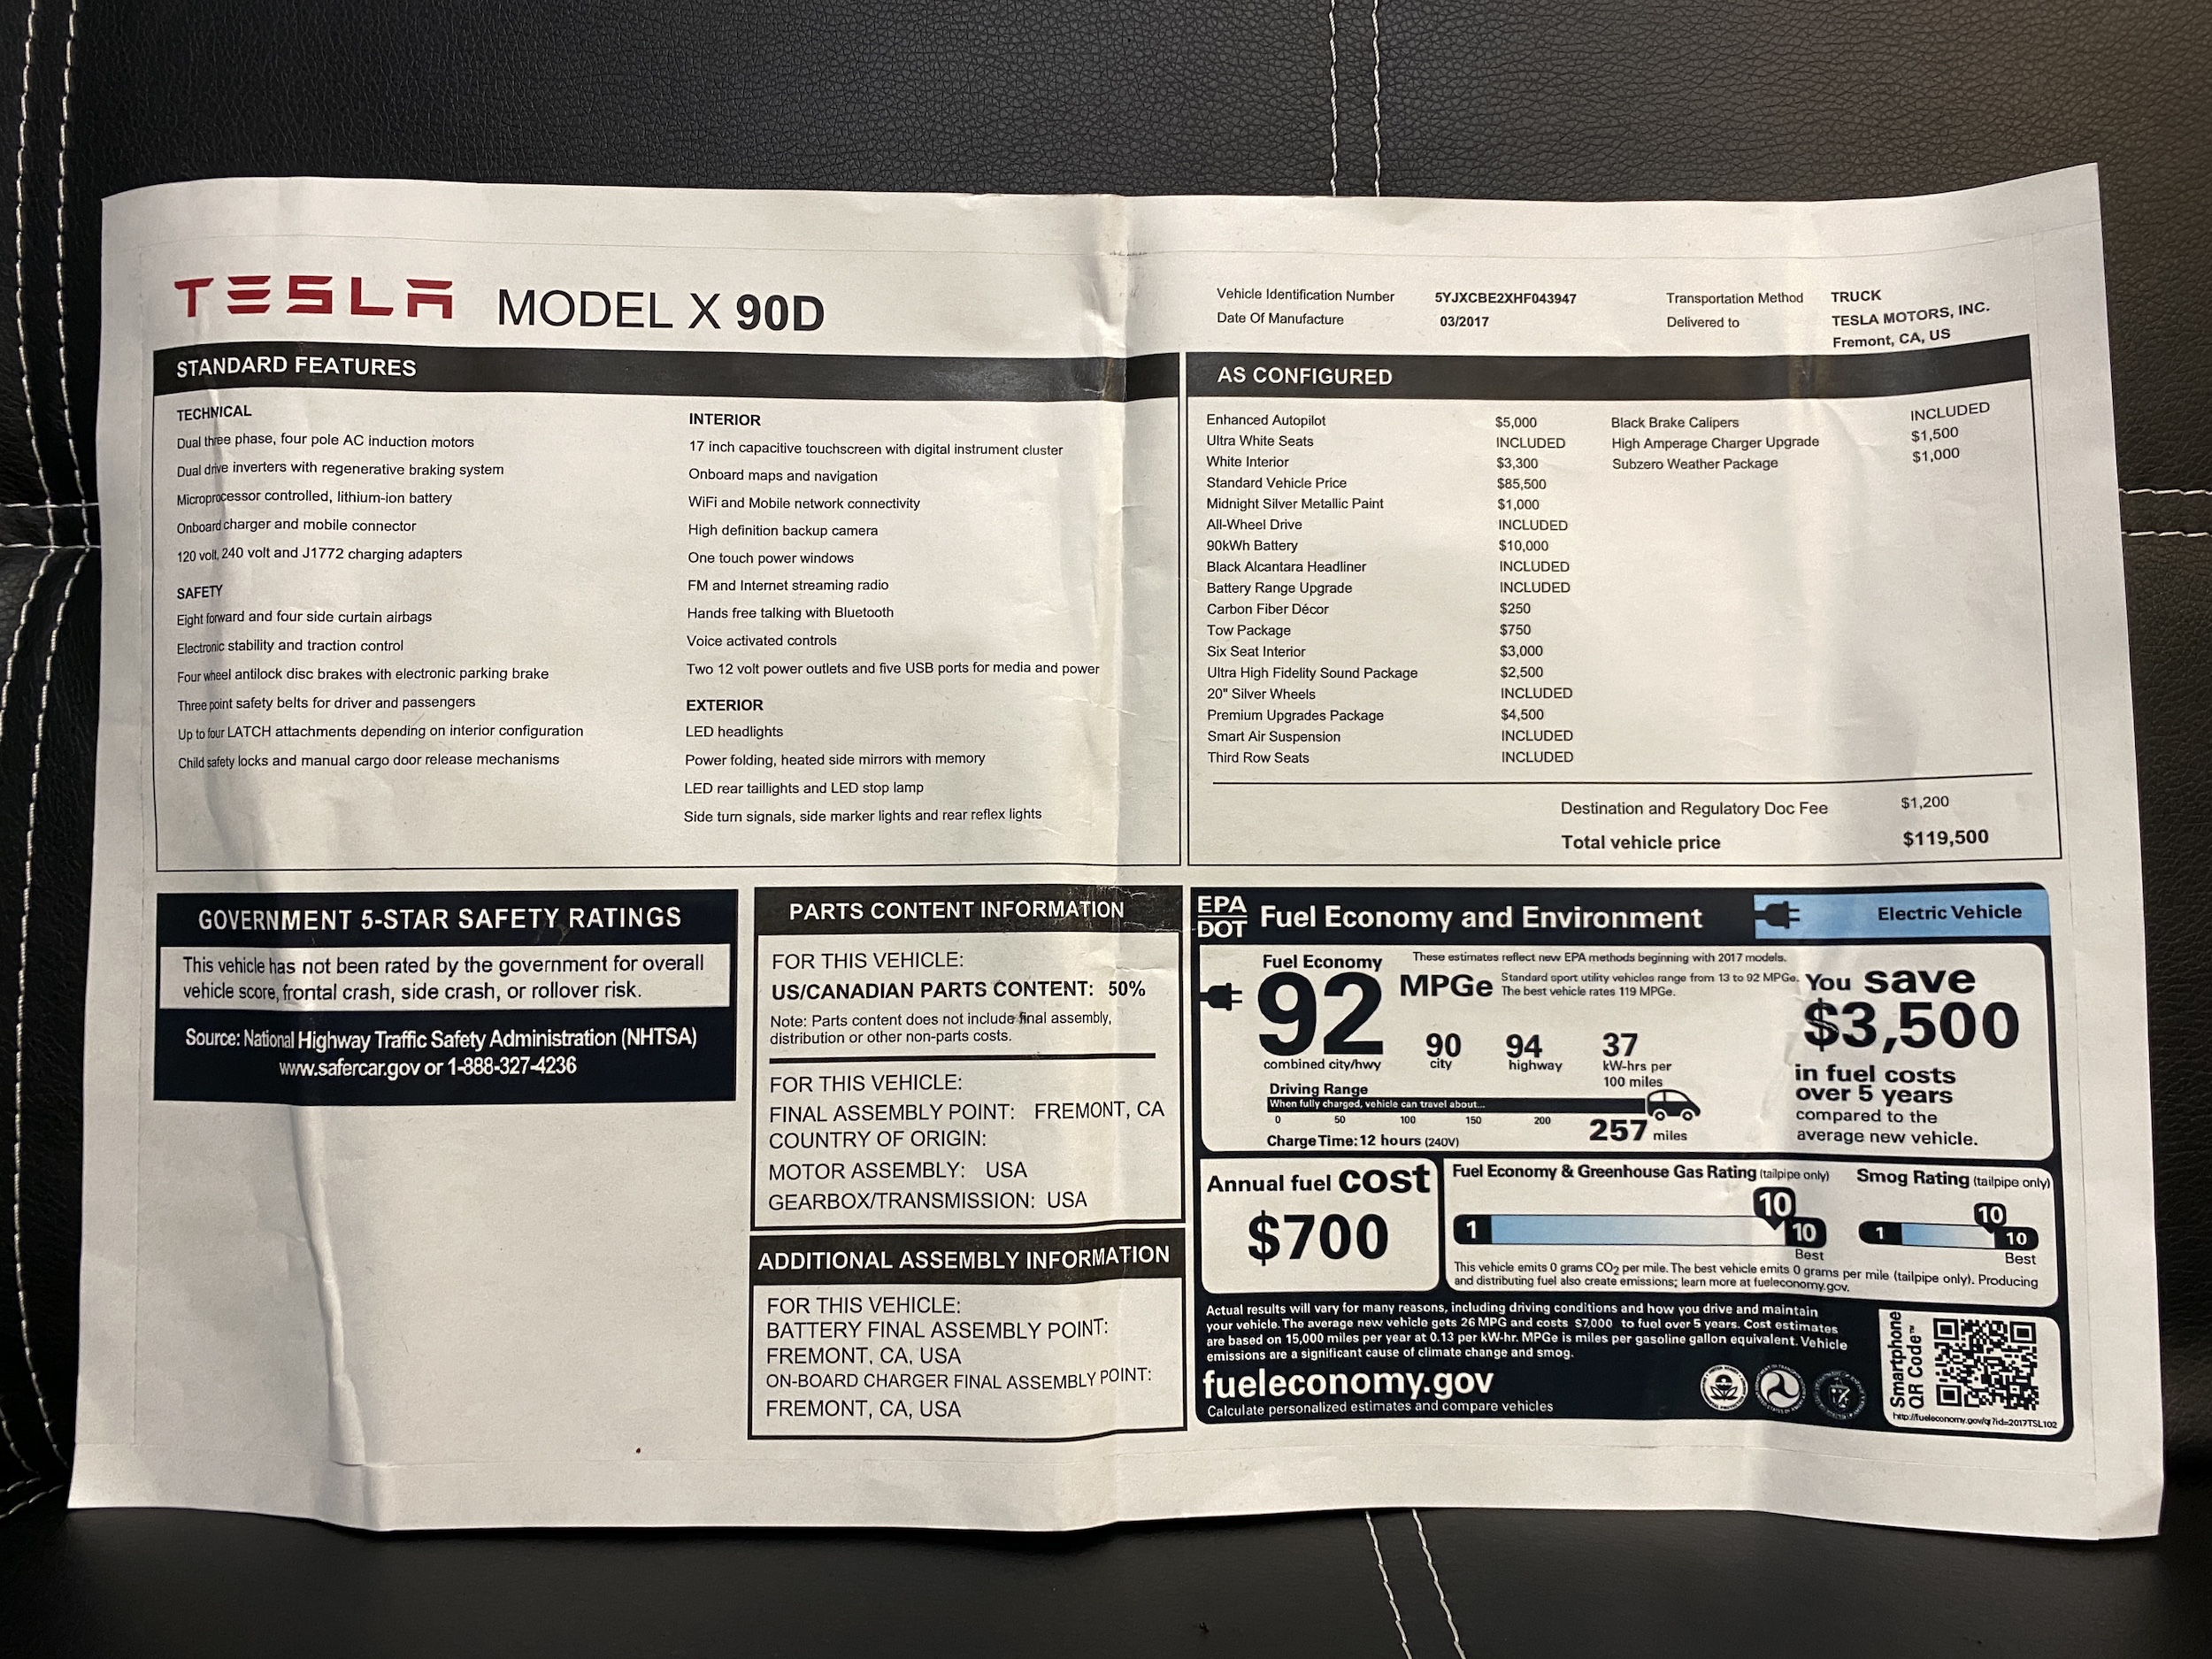 TESLA MODEL X 90D
Vehicle Identification Number 5YJXCBE2XHF043947
Date Of Manufacture 03/2017
Transportation Method TRUCK
Delivered to TESLA MOTORS, INC.
Fremont, CA, US
STANDARD FEATURES
TECHNICAL
Dual three phase, four pole AC induction motors
Dual drive inverters with regenerative braking system
Microprocessor controlled, lithium-ion battery
Onboard charger and mobile connector
120 volt, 240 volt and J1772 charging adapters
SAFETY
Eight forward and four side curtain airbags
Electronic stability and traction control
Four wheel antilock disc brakes with electronic parking brake
Three point safety belts for driver and passengers
Up to four LATCH attachments depending on interior configuration
Child safety locks and manual cargo door release mechanisms
INTERIOR
17 inch capacitive touchscreen with digital instrument cluster
Onboard maps and navigation
WiFi and Mobile network connectivity
High definition backup camera
One touch power windows
FM and Internet streaming radio
Hands free talking with Bluetooth
Voice activated controls
Two 12 volt power outlets and five USB ports for media and power
EXTERIOR
LED headlights
Power folding, heated side mirrors with memory
LED rear taillights and LED stop lamp
Side turn signals, side marker lights and rear reflex lights
AS CONFIGURED
Enhanced Autopilot $5,000
Ultra White Seats INCLUDED
White Interior $3,300
Standard Vehicle Price $85,500
Midnight Silver Metallic Paint $1,000
All-Wheel Drive INCLUDED
90kWh Battery $10,000
Black Alcantara Headliner INCLUDED
Battery Range Upgrade INCLUDED
Carbon Fiber Décor $250
Tow Package $750
Six Seat Interior $3,000
Ultra High Fidelity Sound Package $2,500
20" Silver Wheels INCLUDED
Premium Upgrades Package $4,500
Smart Air Suspension INCLUDED
Third Row Seats INCLUDED
Black Brake Calipers INCLUDED
High Amperage Charger Upgrade $1,500
Subzero Weather Package $1,000
Destination and Regulatory Doc Fee $1,200
Total vehicle price $119,500
GOVERNMENT 5-STAR SAFETY RATINGS
This vehicle has not been rated by the government for overall
vehicle score, frontal crash, side crash, or rollover risk.
Source: National Highway Traffic Safety Administration (NHTSA)
www.safercar.gov or 1-888-327-4236
PARTS CONTENT INFORMATION
FOR THIS VEHICLE:
US/CANADIAN PARTS CONTENT: 50%
Note: Parts content does not include final assembly,
distribution or other non-parts costs.
FOR THIS VEHICLE:
FINAL ASSEMBLY POINT: FREMONT, CA
COUNTRY OF ORIGIN:
MOTOR ASSEMBLY: USA
GEARBOX/TRANSMISSION: USA
ADDITIONAL ASSEMBLY INFORMATION
FOR THIS VEHICLE:
BATTERY FINAL ASSEMBLY POINT:
FREMONT, CA, USA
ON-BOARD CHARGER FINAL ASSEMBLY POINT:
FREMONT, CA, USA
EPA
DOT
Fuel Economy and Environment
Electric Vehicle
Fuel Economy
These estimates reflect new EPA methods beginning with 2017 models.
92 MPGe
Standard sport utility vehicles range from 13 to 92 MPGe.
The best vehicle rates 119 MPGe.
combined city/hwy
90 city
94 highway
37 kW-hrs per
100 miles
Driving Range
When fully charged, vehicle can travel about...
0 50 100 150 200
257 miles
Charge Time: 12 hours (240V)
You save
$3,500
in fuel costs
over 5 years
compared to the
average new vehicle.
Annual fuel cost
$700
Fuel Economy & Greenhouse Gas Rating (tailpipe only)
10
1 10
Best
Smog Rating (tailpipe only)
10
1 10
Best
This vehicle emits 0 grams CO2 per mile. The best vehicle emits 0 grams per mile (tailpipe only). Producing
and distributing fuel also create emissions; learn more at fueleconomy.gov.
Actual results will vary for many reasons, including driving conditions and how you drive and maintain
your vehicle. The average new vehicle gets 26 MPG and costs $7,000 to fuel over 5 years. Cost estimates
are based on 15,000 miles per year at 0.13 per kW-hr. MPGe is miles per gasoline gallon equivalent. Vehicle
emissions are a significant cause of climate change and smog.
fueleconomy.gov
Calculate personalized estimates and compare vehicles
Smartphone
QR Code™
http://fueleconomy.gov/q?id=2017TSL102